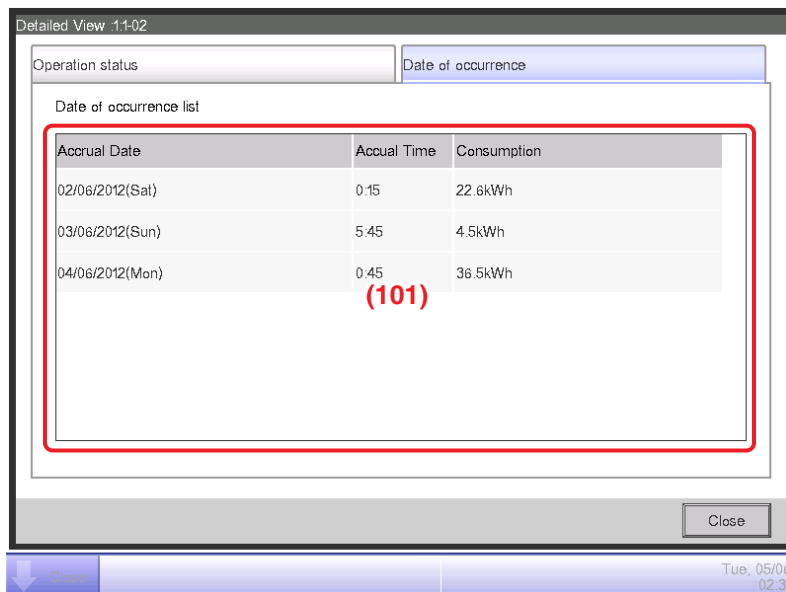 Detailed View :1:1-02
Operation status
Date of occurrence
Date of occurrence list
Accrual Date Accual Time Consumption
02/06/2012(Sat) 0:15 22.6kWh
03/06/2012(Sun) 5:45 4.5kWh
04/06/2012(Mon) 0:45 36.5kWh
(101)
Close
Tue, 05/0
02:3